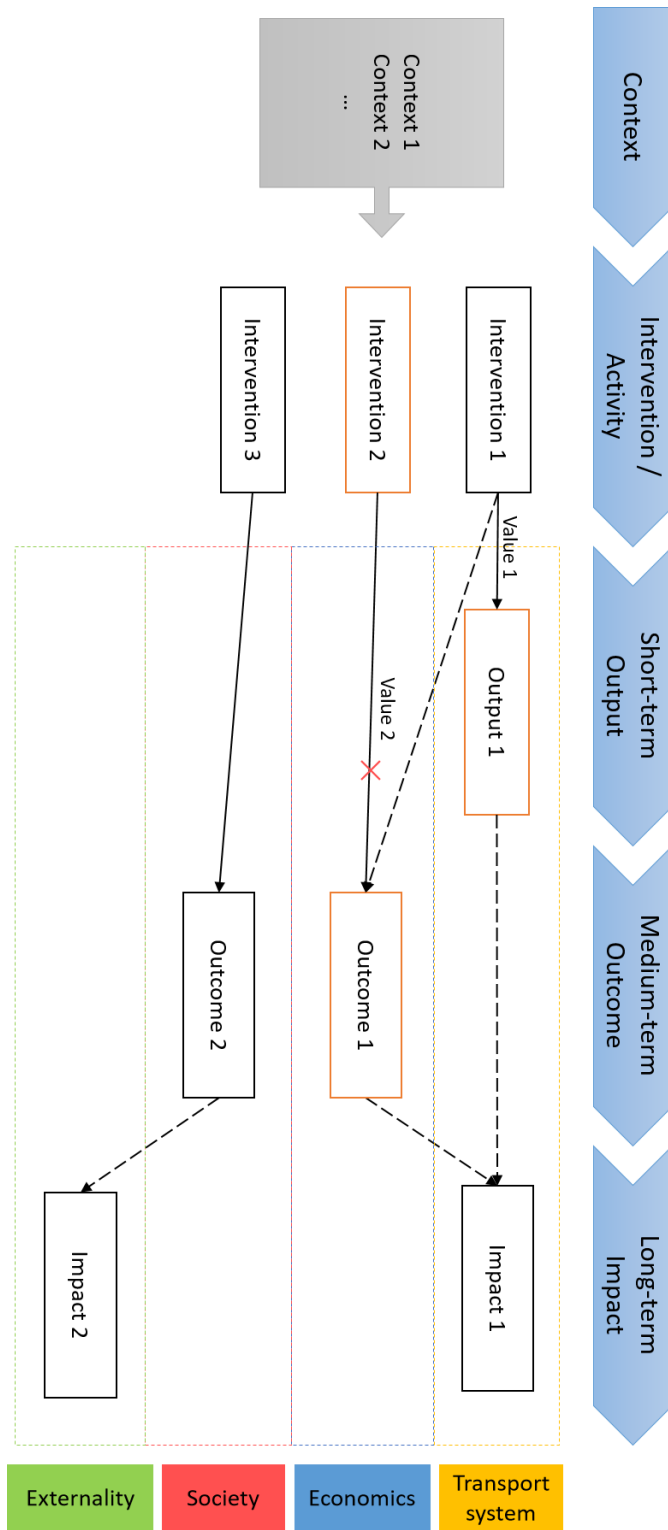 Context
Intervention /
Activity
Short-term
Output
Medium-term
Outcome
Long-term
Impact
Context 1
Context 2
...
Intervention 1
Intervention 2
Intervention 3
Value 1
Value 2
Output 1
Outcome 1
Outcome 2
Impact 1
Impact 2
Externality
Society
Economics
Transport
system